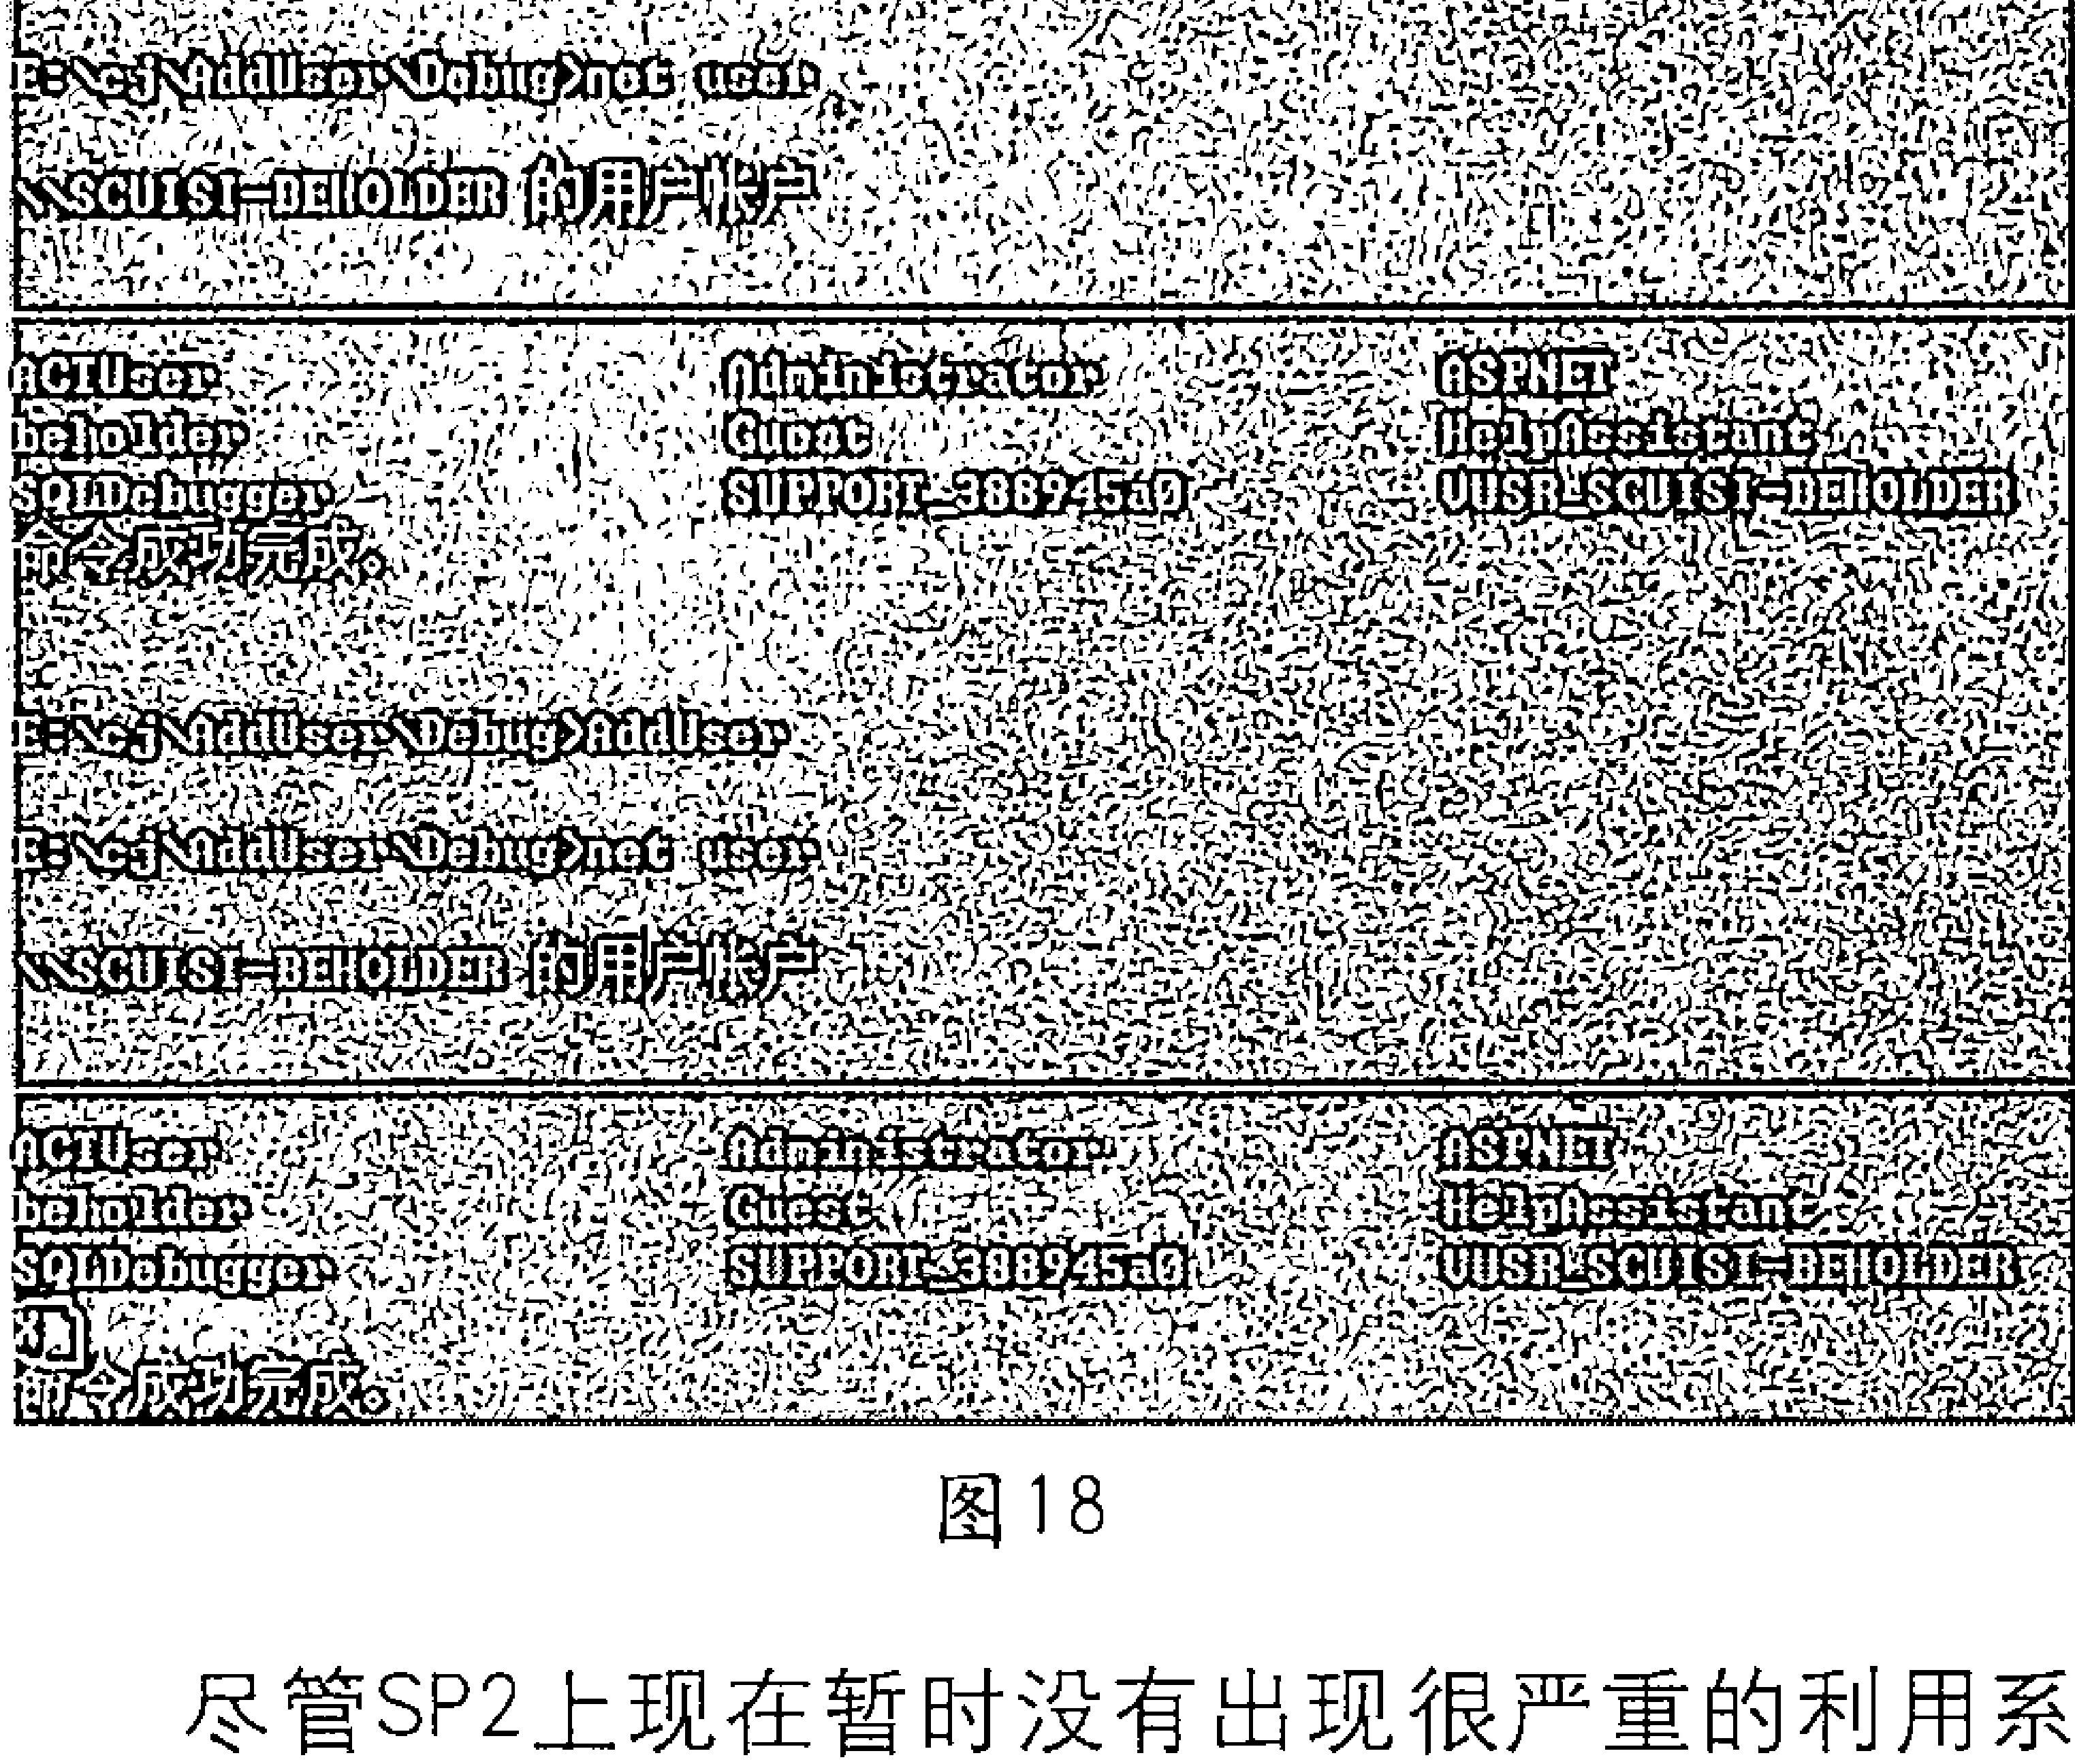 E:\cj\AddUser\Debug>net user
\\SCUISI-BEHOLDER 的用户帐户
ACTUser Administrator ASPNET
beholder Guest HelpAssistant
SQLDebugger SUPPORT_388945a0 VUSR_SCUISI-BEHOLDER
命令成功完成。
E:\cj\AddUser\Debug>AddUser
E:\cj\AddUser\Debug>net user
\\SCUISI-BEHOLDER 的用户帐户
ACTUser Administrator ASPNET
beholder Guest HelpAssistant
SQLDebugger SUPPORT_388945a0 VUSR_SCUISI-BEHOLDER
命令成功完成。
图18
尽管SP2上现在暂时没有出现很严重的利用系